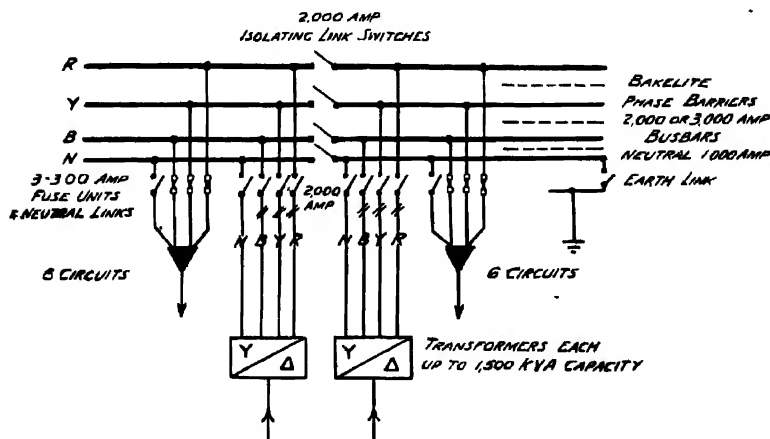 2,000 AMP
ISOLATING LINK SWITCHES
R
Y
B
N
BAKELITE
PHASE BARRIERS
2,000 OR 3,000 AMP
BUSBARS
NEUTRAL 1000 AMP
EARTH LINK
3-300 AMP
FUSE UNITS
& NEUTRAL LINKS
2,000
AMP
N B Y R
N B Y R
6 CIRCUITS
6 CIRCUITS
Y Δ
Y Δ
TRANSFORMERS EACH
UP TO 1,500 KVA CAPACITY